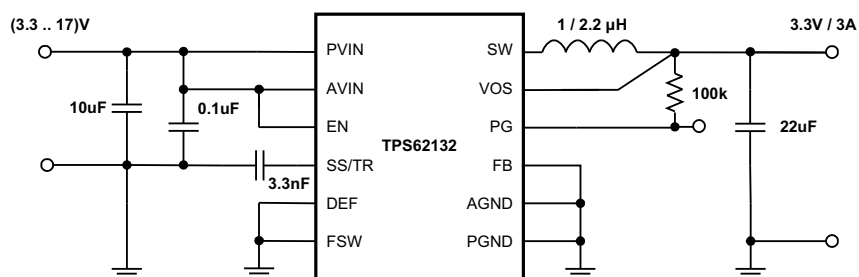 (3.3 .. 17)V
1 / 2.2 µH
3.3V / 3A
PVIN
SW
AVIN
VOS
10uF
0.1uF
100k
EN
PG
22uF
TPS62132
SS/TR
FB
3.3nF
DEF
AGND
FSW
PGND